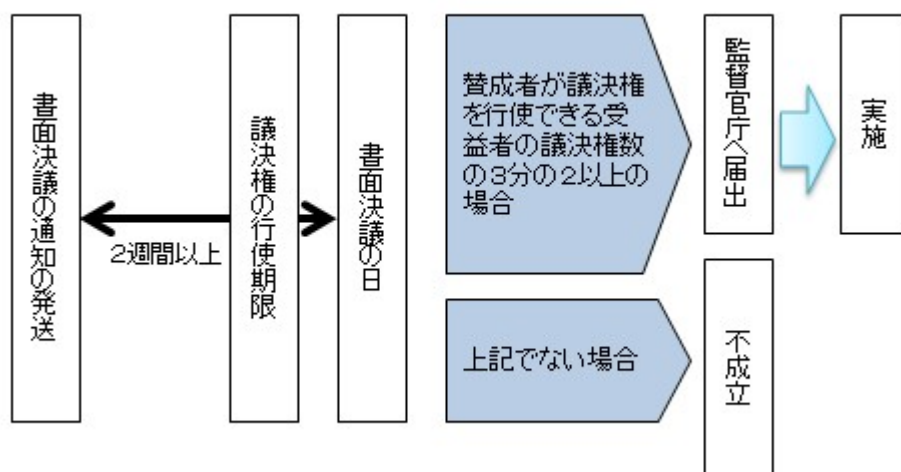 書面決議の通知の発送
2週間以上
議決権の行使期限
書面決議の日
賛成者が議決権
を行使できる受
益者の議決権数
の3分の2以上の
場合
監督官庁へ届出
実施
上記でない場合
不成立